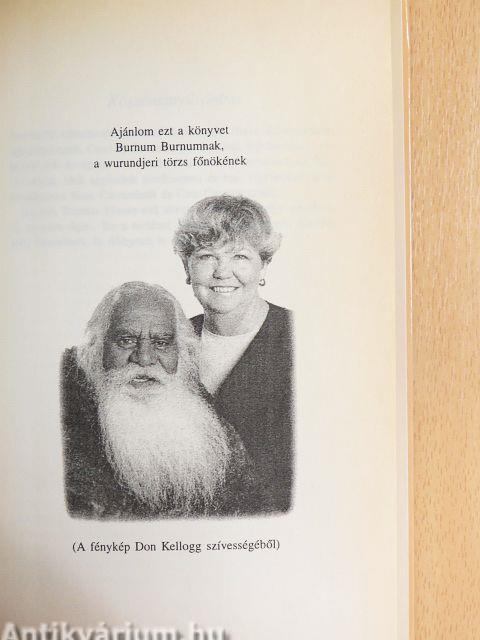 Ajánlom ezt a könyvet
Burnum Burnumnak,
a wurundjeri törzs főnökének
(A fénykép Don Kellogg szívességéből)
Antikvárium.hu